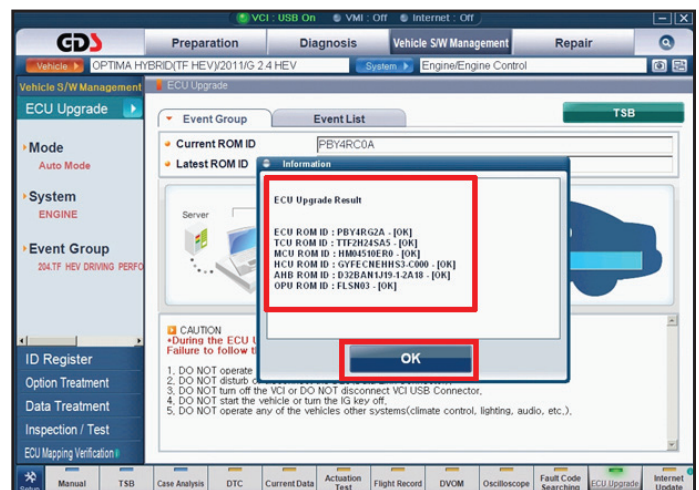 VCI : USB On VMI : Off Internet : Off
GDS
Preparation Diagnosis Vehicle S/W Management Repair
Vehicle OPTIMA HYBRID(TF HEV)/2011/G 2.4 HEV System Engine/Engine Control
Vehicle S/W Management
ECU Upgrade
ECU Upgrade
Event Group Event List TSB
Mode
Auto Mode
System
ENGINE
Event Group
204.TF HEV DRIVING PERFO
Current ROM ID PBY4RC0A
Latest ROM ID
Information
Server
ECU Upgrade Result
ECU ROM ID : PBY4RG2A - [OK]
TCU ROM ID : TTF2H24SA5 - [OK]
MCU ROM ID : HM04510ER0 - [OK]
HCU ROM ID : GYFECNEHHS3-C000 - [OK]
AHB ROM ID : D32BAN1J19-1-2A18 - [OK]
OPU ROM ID : FLSN03 - [OK]
OK
CAUTION
•During the ECU
Failure to follow
1, DO NOT operate
2, DO NOT disturb
3, DO NOT turn off the VCI or DO NOT disconnect VCI USB Connector,
4, DO NOT start the vehicle or turn the IG key off,
5, DO NOT operate any of the vehicles other systems(climate control, lighting, audio, etc,),
ID Register
Option Treatment
Data Treatment
Inspection / Test
ECU Mapping Verification
Setup Manual TSB Case Analysis DTC Current Data Actuation Test Flight Record DVOM Oscilloscope Fault Code Searching ECU Upgrade Internet Update